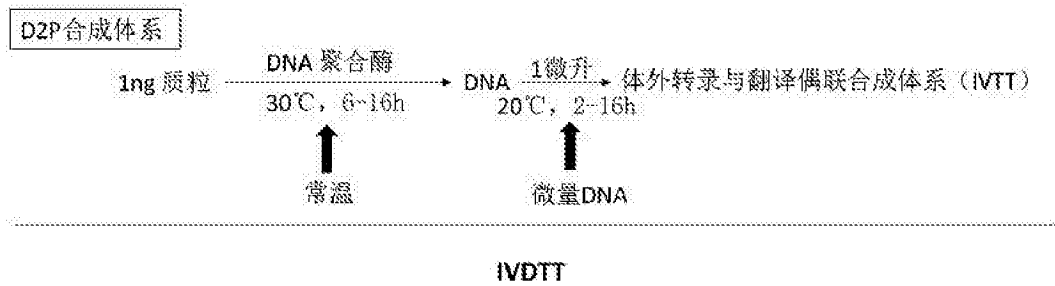 D2P合成体系
DNA 聚合酶
1微升
1ng 质粒
DNA
体外转录与翻译偶联合成体系（IVTT）
30℃，6-16h
20℃，2-16h
常温
微量DNA
IVDTT